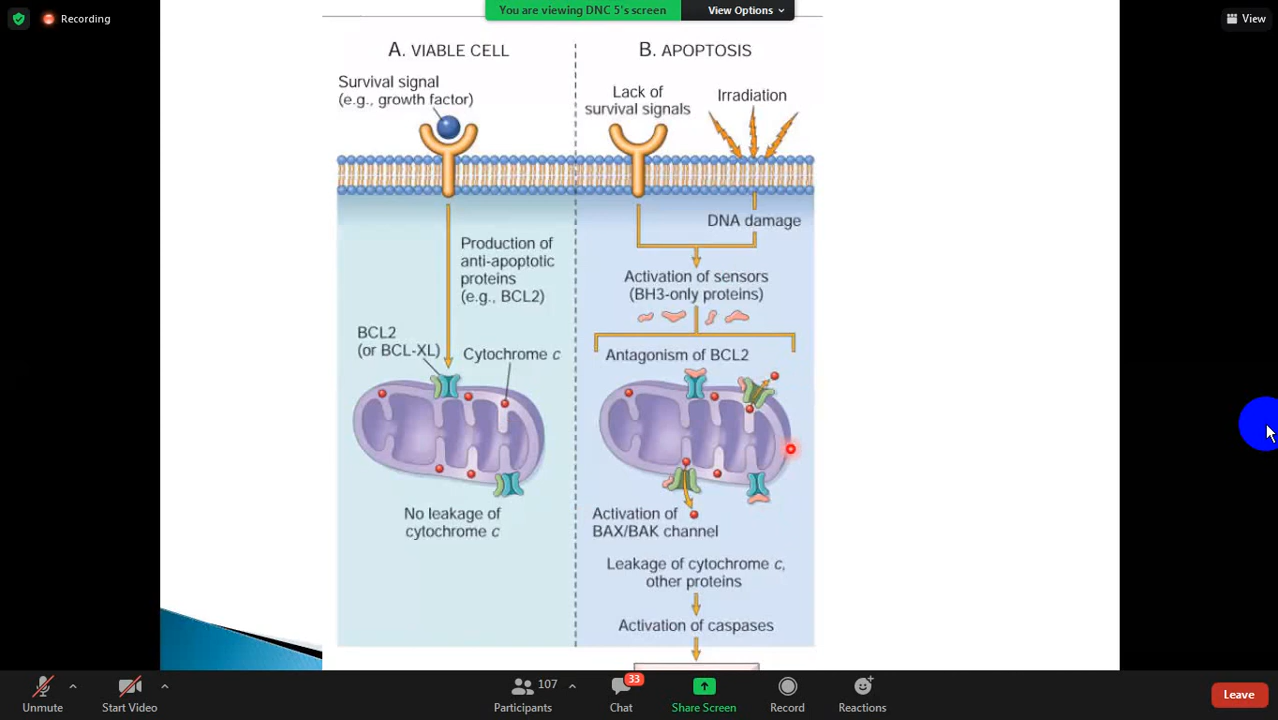 You are viewing DNC 5's screen
View Options
Recording
View
A. VIABLE CELL
Survival signal
(e.g., growth factor)
Production of
anti-apoptotic
proteins
(e.g., BCL2)
BCL2
(or BCL-XL)
Cytochrome c
No leakage of
cytochrome c
B. APOPTOSIS
Lack of
survival signals
Irradiation
DNA damage
Activation of sensors
(BH3-only proteins)
Antagonism of BCL2
Activation of
BAX/BAK channel
Leakage of cytochrome c,
other proteins
Activation of caspases
Unmute
Start Video
107
Participants
33
Chat
Share Screen
Record
Reactions
Leave